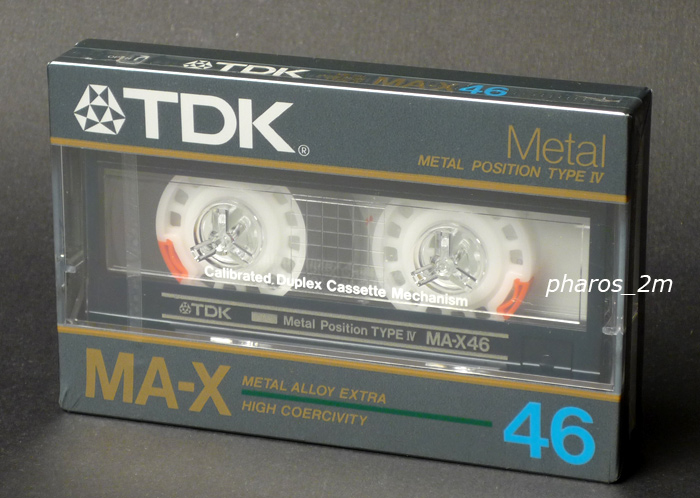 TDK MA-X 46
TDK®
Metal
METAL POSITION TYPE IV
Calibrated Duplex Cassette Mechanism
pharos_2m
TDK Metal Position TYPE IV MA-X46
MA-X METAL ALLOY EXTRA
HIGH COERCIVITY
46